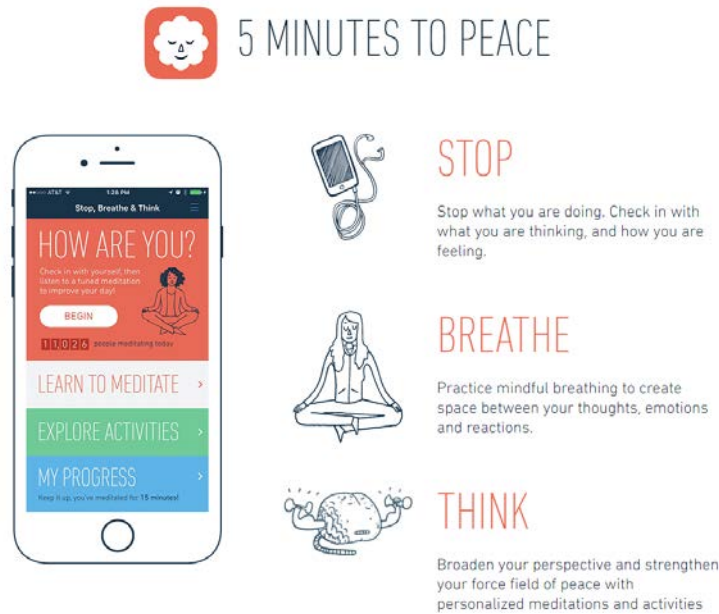 5 MINUTES TO PEACE
AT&T
1:26 PM
Stop, Breathe & Think
HOW ARE YOU?
Check in with yourself, then
listen to a tuned meditation
to improve your day!
BEGIN
11026 people meditating today
LEARN TO MEDITATE
EXPLORE ACTIVITIES
MY PROGRESS
Keep it up, you've meditated for 15 minutes!
STOP
Stop what you are doing. Check in with
what you are thinking, and how you are
feeling.
BREATHE
Practice mindful breathing to create
space between your thoughts, emotions
and reactions.
THINK
Broaden your perspective and strengthen
your force field of peace with
personalized meditations and activities